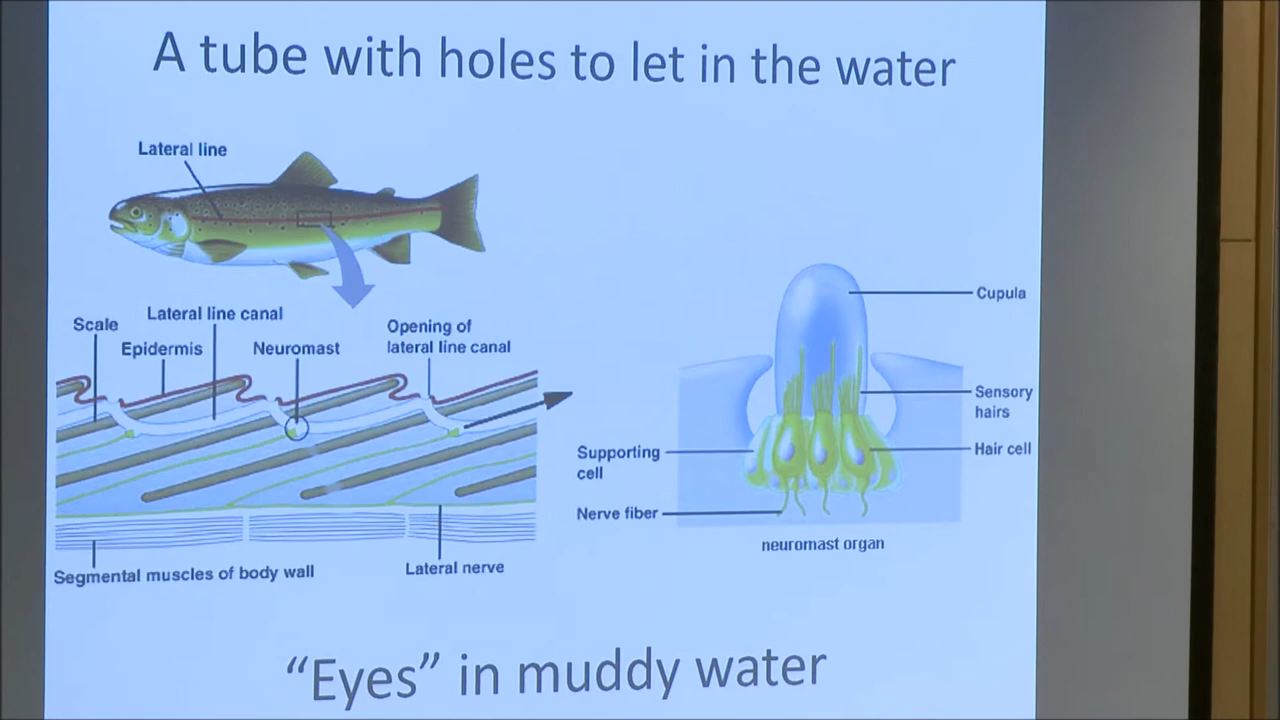 A tube with holes to let in the water
Lateral line
Scale
Lateral line canal
Epidermis
Neuromast
Opening of
lateral line canal
Segmental muscles of body wall
Lateral nerve
Cupula
Sensory
hairs
Hair cell
Supporting
cell
Nerve fiber
neuromast organ
“Eyes” in muddy water